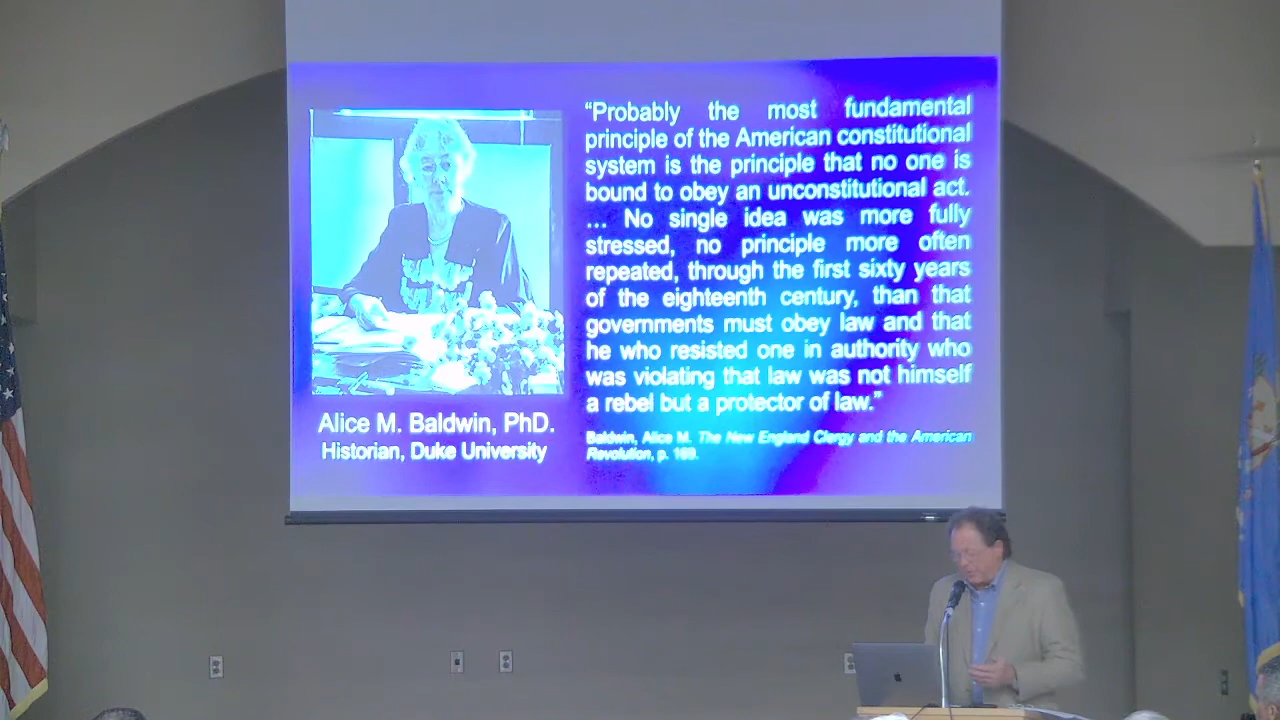 “Probably the most fundamental
principle of the American constitutional
system is the principle that no one is
bound to obey an unconstitutional act.
... No single idea was more fully
stressed, no principle more often
repeated, through the first sixty years
of the eighteenth century, than that
governments must obey law and that
he who resisted one in authority who
was violating that law was not himself
a rebel but a protector of law.”
Baldwin, Alice M. The New England Clergy and the American
Revolution, p. 169.
Alice M. Baldwin, PhD.
Historian, Duke University